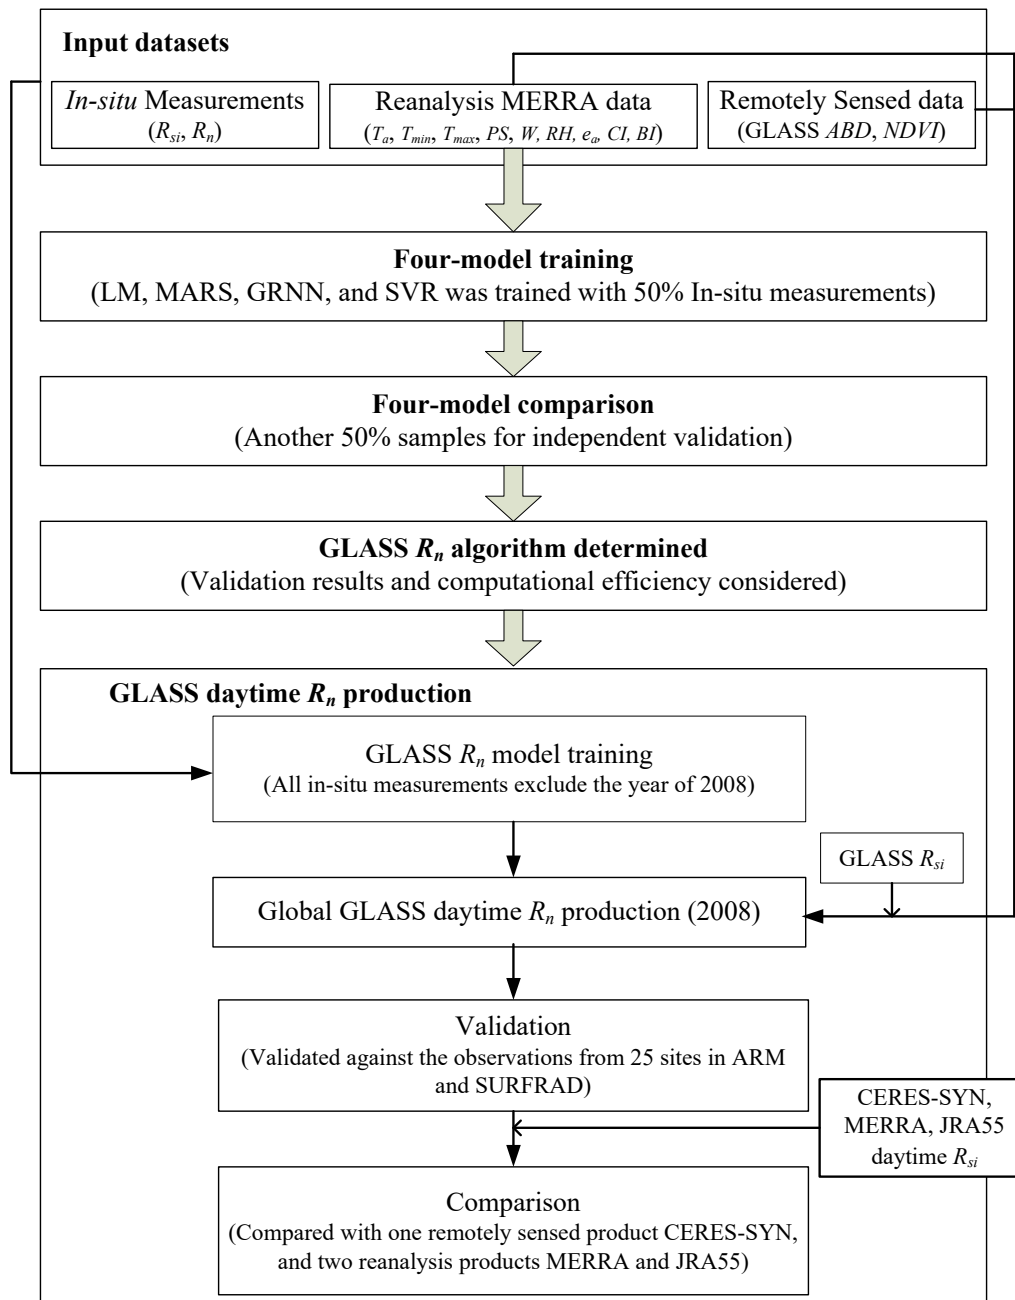 Input datasets
In-situ Measurements
(Rsi, Rn)
Reanalysis MERRA data
(Ta, Tmin, Tmax, PS, W, RH, ea, CI, BI)
Remotely Sensed data
(GLASS ABD, NDVI)
Four-model training
(LM, MARS, GRNN, and SVR was trained with 50% In-situ measurements)
Four-model comparison
(Another 50% samples for independent validation)
GLASS Rn algorithm determined
(Validation results and computational efficiency considered)
GLASS daytime Rn production
GLASS Rn model training
(All in-situ measurements exclude the year of 2008)
GLASS Rsi
Global GLASS daytime Rn production (2008)
Validation
(Validated against the observations from 25 sites in ARM
and SURFRAD)
CERES-SYN,
MERRA, JRA55
daytime Rsi
Comparison
(Compared with one remotely sensed product CERES-SYN,
and two reanalysis products MERRA and JRA55)